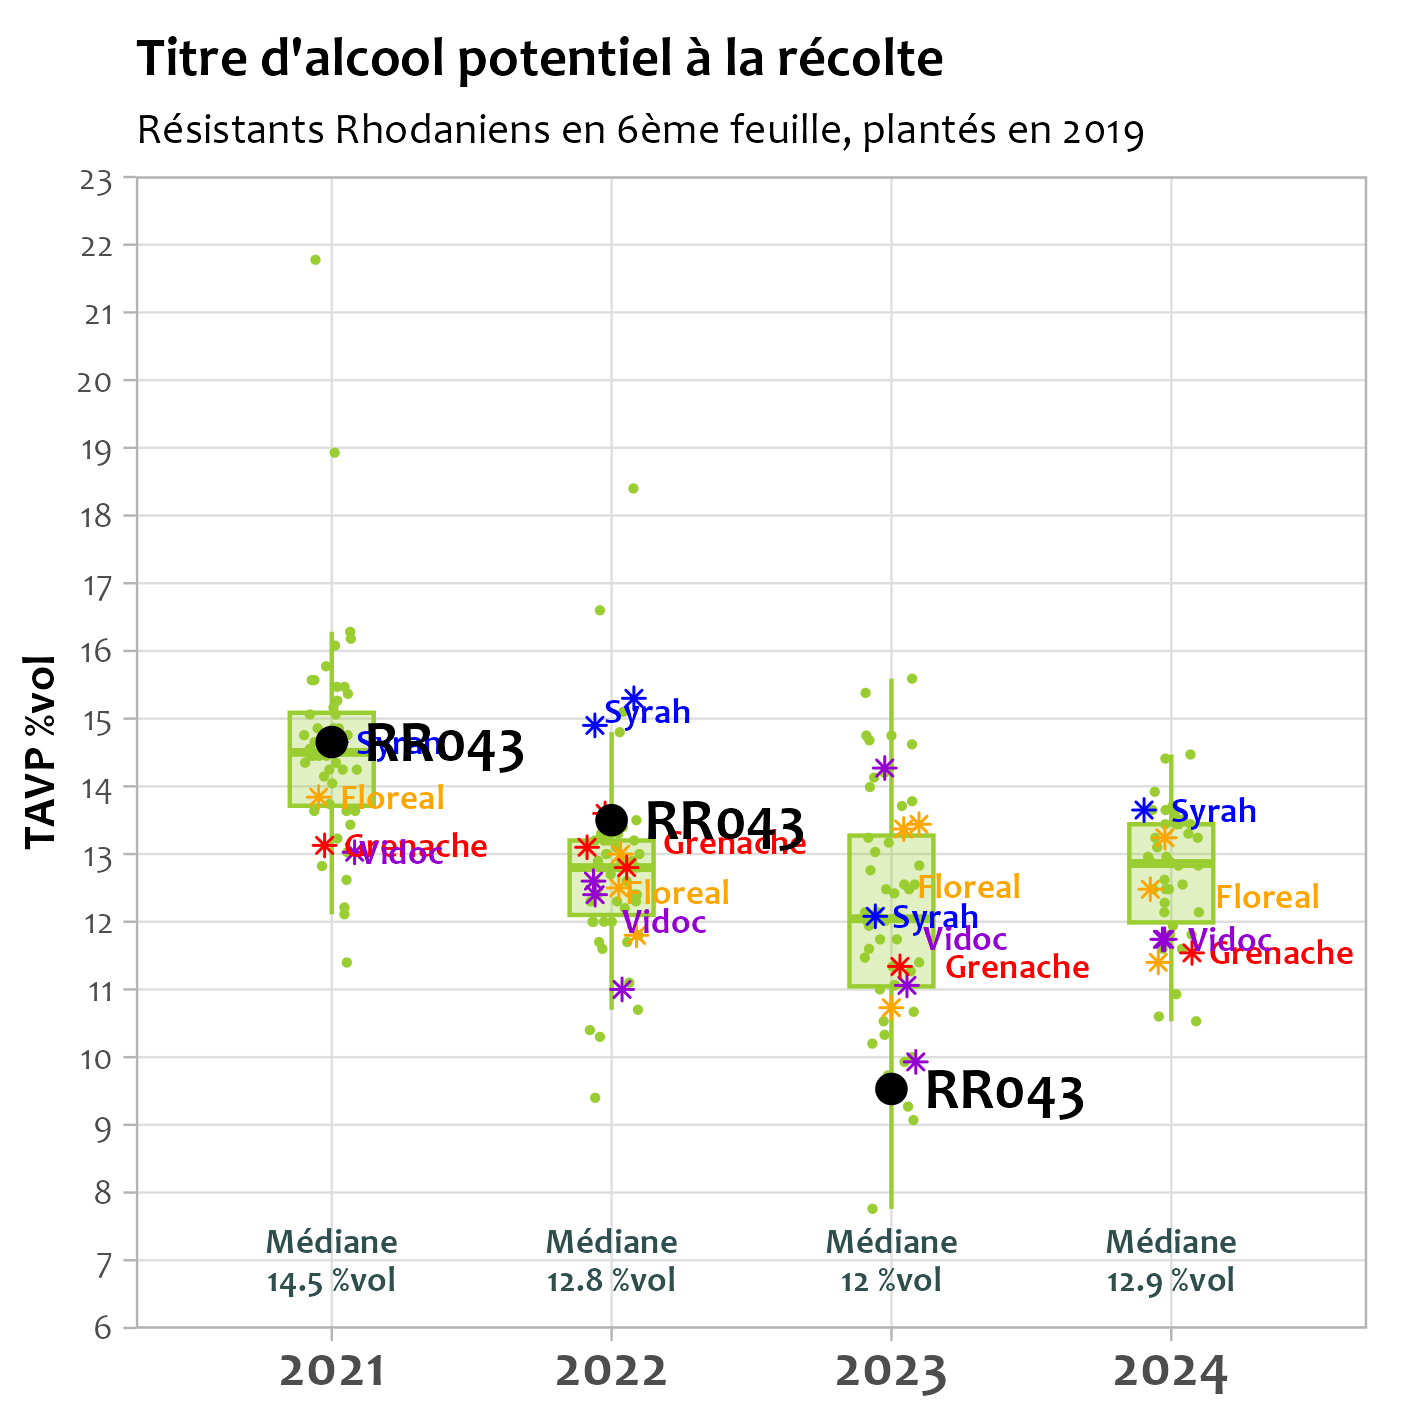 Titre d'alcool potentiel à la récolte
Résistants Rhodaniens en 6ème feuille, plantés en 2019
TAVP %vol
23
22
21
20
19
18
17
16
15
14
13
12
11
10
9
8
7
6
Syrah
RR043
Floreal
Grenache
Vidoc
Syrah
RR043
Grenache
Floreal
Vidoc
Floreal
Syrah
Vidoc
Grenache
RR043
Syrah
Floreal
Vidoc
Grenache
Médiane
14.5 %vol
Médiane
12.8 %vol
Médiane
12 %vol
Médiane
12.9 %vol
2021
2022
2023
2024